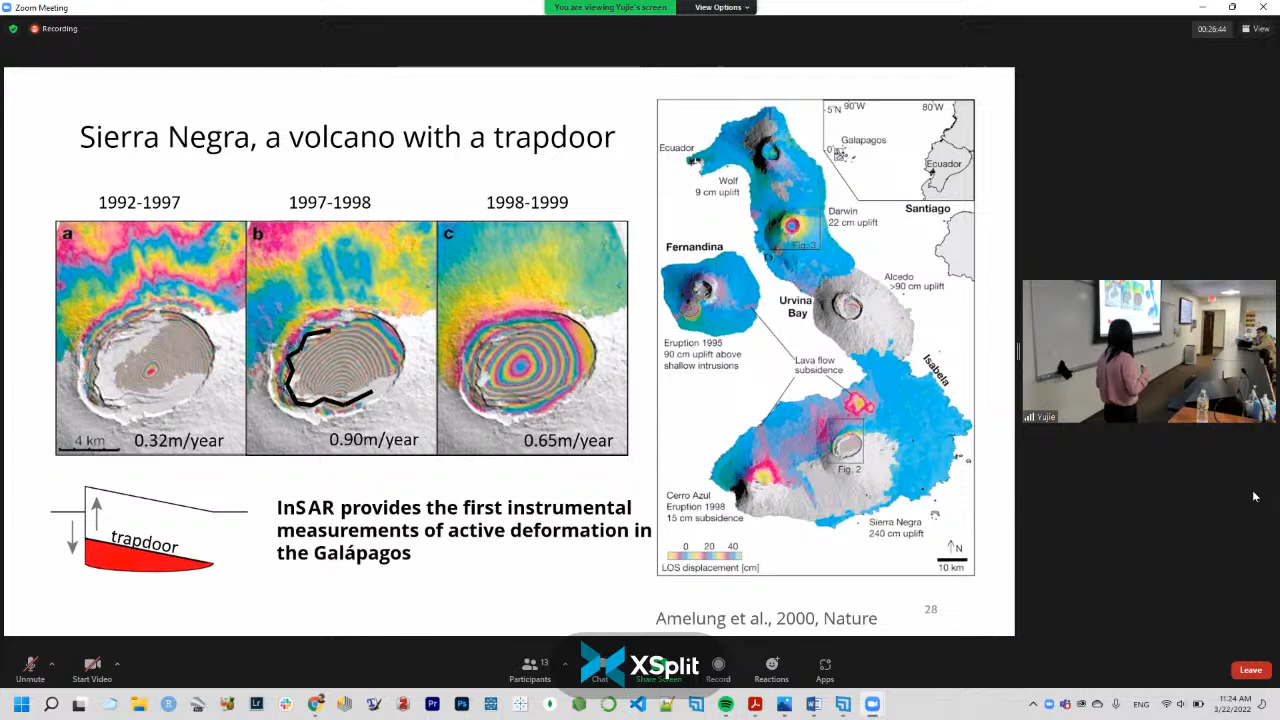 Zoom Meeting
You are viewing Yujie's screen
View Options
Recording
00:26:44
View
Sierra Negra, a volcano with a trapdoor
1992-1997
1997-1998
1998-1999
a
b
c
4 km
0.32m/year
0.90m/year
0.65m/year
trapdoor
InSAR provides the first instrumental
measurements of active deformation in
the Galápagos
5°N
90°W
80°W
0°
Galapagos
Ecuador
Ecuador
Wolf
9 cm uplift
Santiago
Darwin
22 cm uplift
Fig. 3
Fernandina
Alcedo
>90 cm uplift
Urvina
Bay
Eruption 1995
90 cm uplift above
shallow intrusions
Lava flow
subsidence
Isabela
Fig. 2
Cerro Azul
Eruption 1998
15 cm subsidence
Sierra Negra
240 cm uplift
0 20 40
LOS displacement [cm]
N
10 km
Amelung et al., 2000, Nature
28
Yujie
Unmute
Start Video
13
Participants
Chat
Share Screen
Record
Reactions
Apps
Leave
XSplit
ENG
11:24 AM
3/22/2022